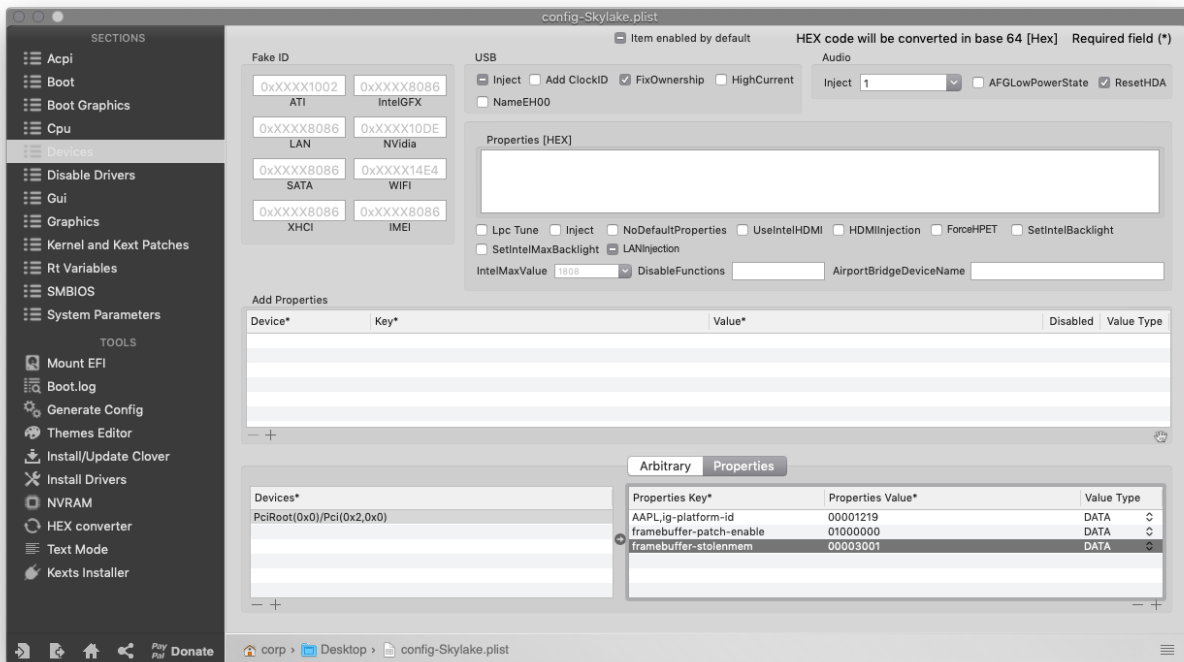 config-Skylake.plist
SECTIONS
Acpi
Boot
Boot Graphics
Cpu
Devices
Disable Drivers
Gui
Graphics
Kernel and Kext Patches
Rt Variables
SMBIOS
System Parameters
TOOLS
Mount EFI
Boot.log
Generate Config
Themes Editor
Install/Update Clover
Install Drivers
NVRAM
HEX converter
Text Mode
Kexts Installer
Pay Pal Donate
Item enabled by default HEX code will be converted in base 64 [Hex] Required field (*)
Fake ID
0xXXXX1002 0xXXXX8086
ATI IntelGFX
0xXXXX8086 0xXXXX10DE
LAN NVidia
0xXXXX8086 0xXXXX14E4
SATA WIFI
0xXXXX8086 0xXXXX8086
XHCI IMEI
USB
Inject Add ClockID FixOwnership HighCurrent
NameEH00
Audio
Inject 1 AFGLowPowerState ResetHDA
Properties [HEX]
Lpc Tune Inject NoDefaultProperties UseIntelHDMI HDMIInjection ForceHPET SetIntelBacklight
SetIntelMaxBacklight LANInjection
IntelMaxValue 1808 DisableFunctions AirportBridgeDeviceName
Add Properties
Device* Key* Value* Disabled Value Type
Arbitrary Properties
Devices*
PciRoot(0x0)/Pci(0x2,0x0)
Properties Key* Properties Value* Value Type
AAPL,ig-platform-id 00001219 DATA
framebuffer-patch-enable 01000000 DATA
framebuffer-stolenmem 00003001 DATA
corp › Desktop › config-Skylake.plist